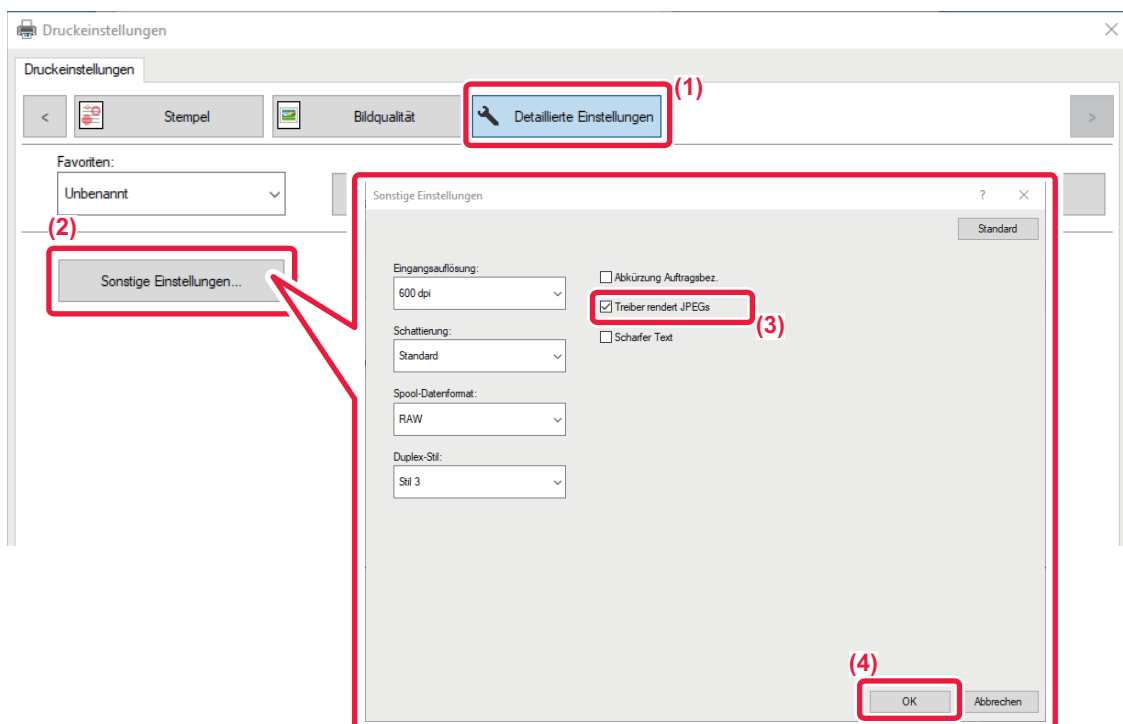 Druckeinstellungen
Druckeinstellungen
(1)
< Stempel Bildqualität Detaillierte Einstellungen >
Favoriten:
Unbenannt
(2)
Sonstige Einstellungen...
Sonstige Einstellungen ? ×
Standard
Eingangsauflösung:
600 dpi
Schattierung:
Standard
Spool-Datenformat:
RAW
Duplex-Stil:
Stil 3
Abkürzung Auftragsbez.
Treiber rendert JPEGs
(3)
Scharfer Text
(4)
OK Abbrechen